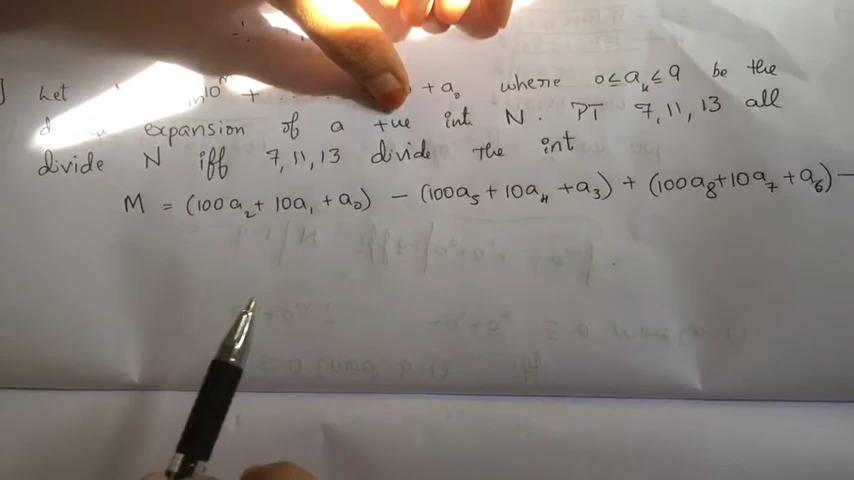 ] Let 10^m + ..... + a₀ where 0≤aₖ≤9 be the
expansion of a +ve int. N. PT 7,11,13 all
divide N iff 7,11,13 divide the int
M = (100a₂+ 10a₁ +a₀) − (100a₅ + 10a₄ +a₃) + (100a₈+10a₇ +a₆) −